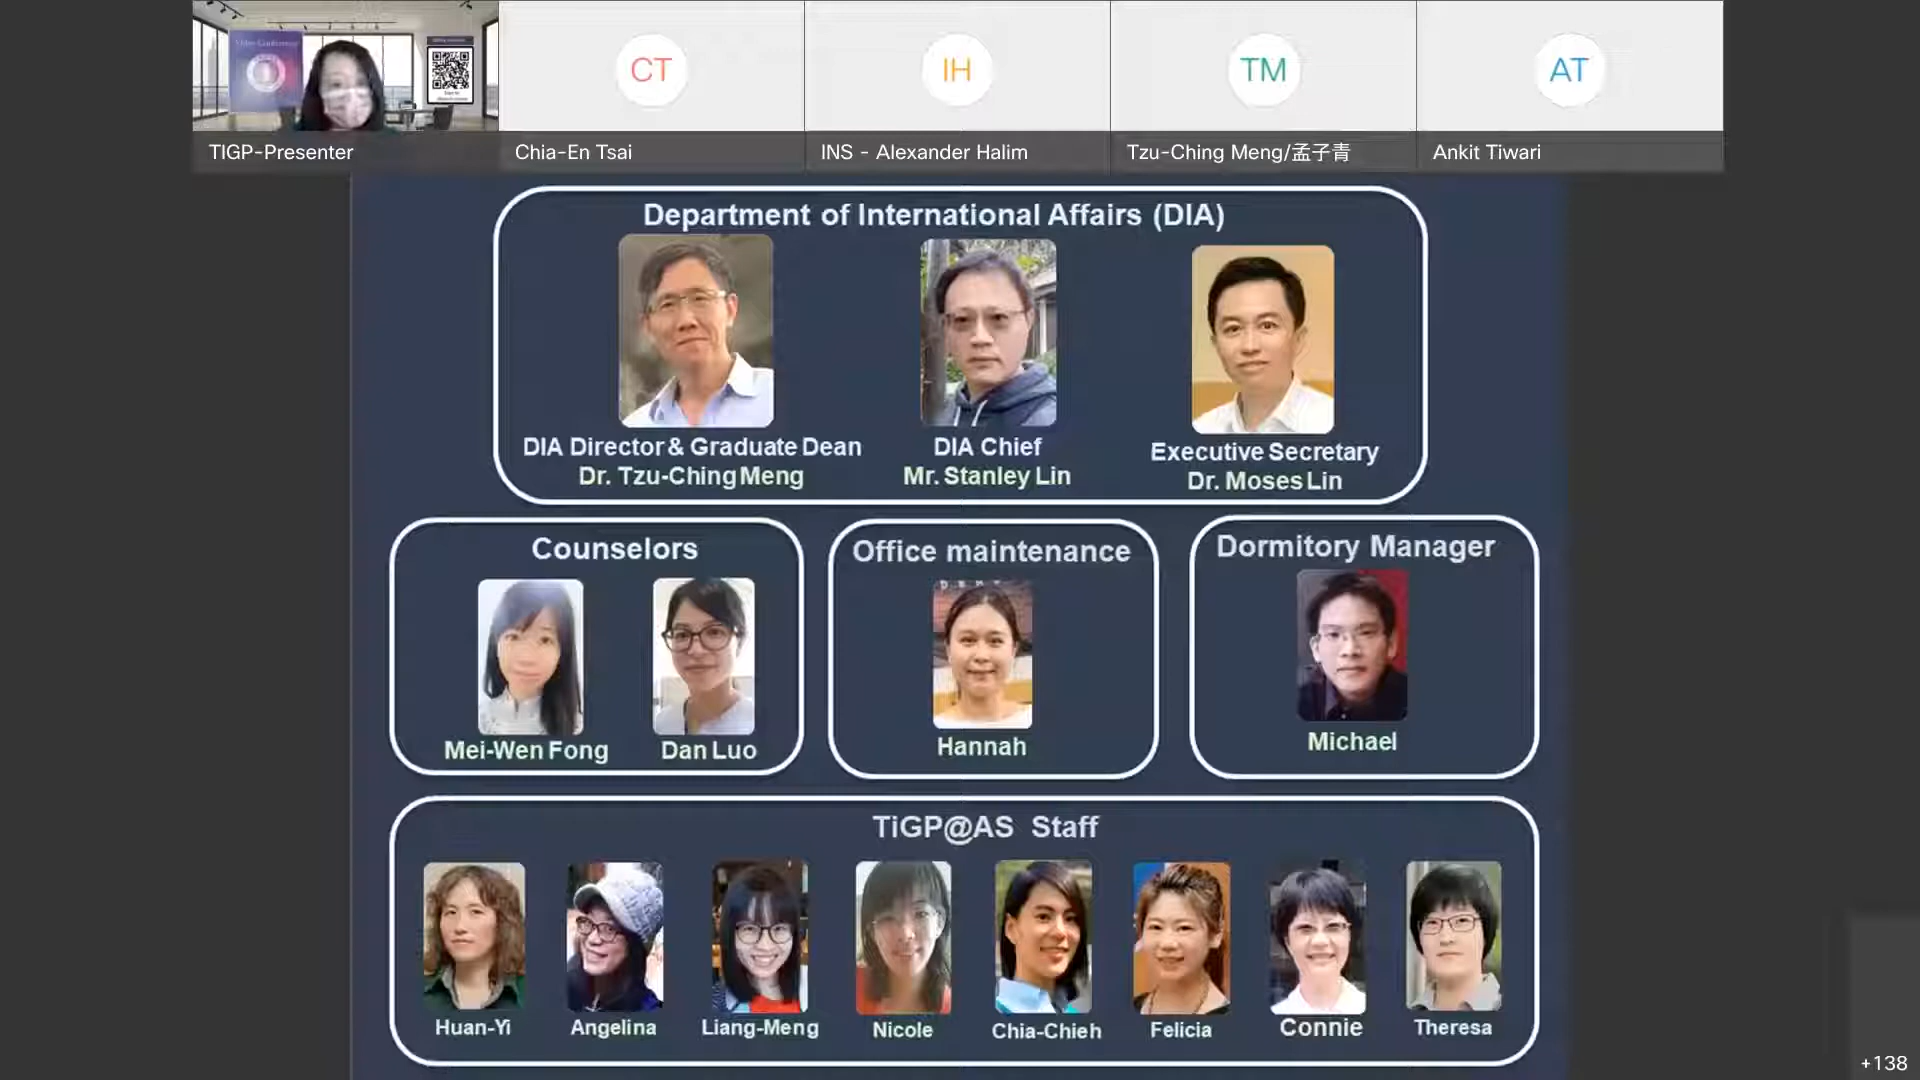 CT
IH
TM
AT
TIGP-Presenter
Chia-En Tsai
INS - Alexander Halim
Tzu-Ching Meng/孟子青
Ankit Tiwari
Department of International Affairs (DIA)
DIA Director & Graduate Dean
Dr. Tzu-Ching Meng
DIA Chief
Mr. Stanley Lin
Executive Secretary
Dr. Moses Lin
Counselors
Mei-Wen Fong
Dan Luo
Office maintenance
Hannah
Dormitory Manager
Michael
TiGP@AS Staff
Huan-Yi
Angelina
Liang-Meng
Nicole
Chia-Chieh
Felicia
Connie
Theresa
+138